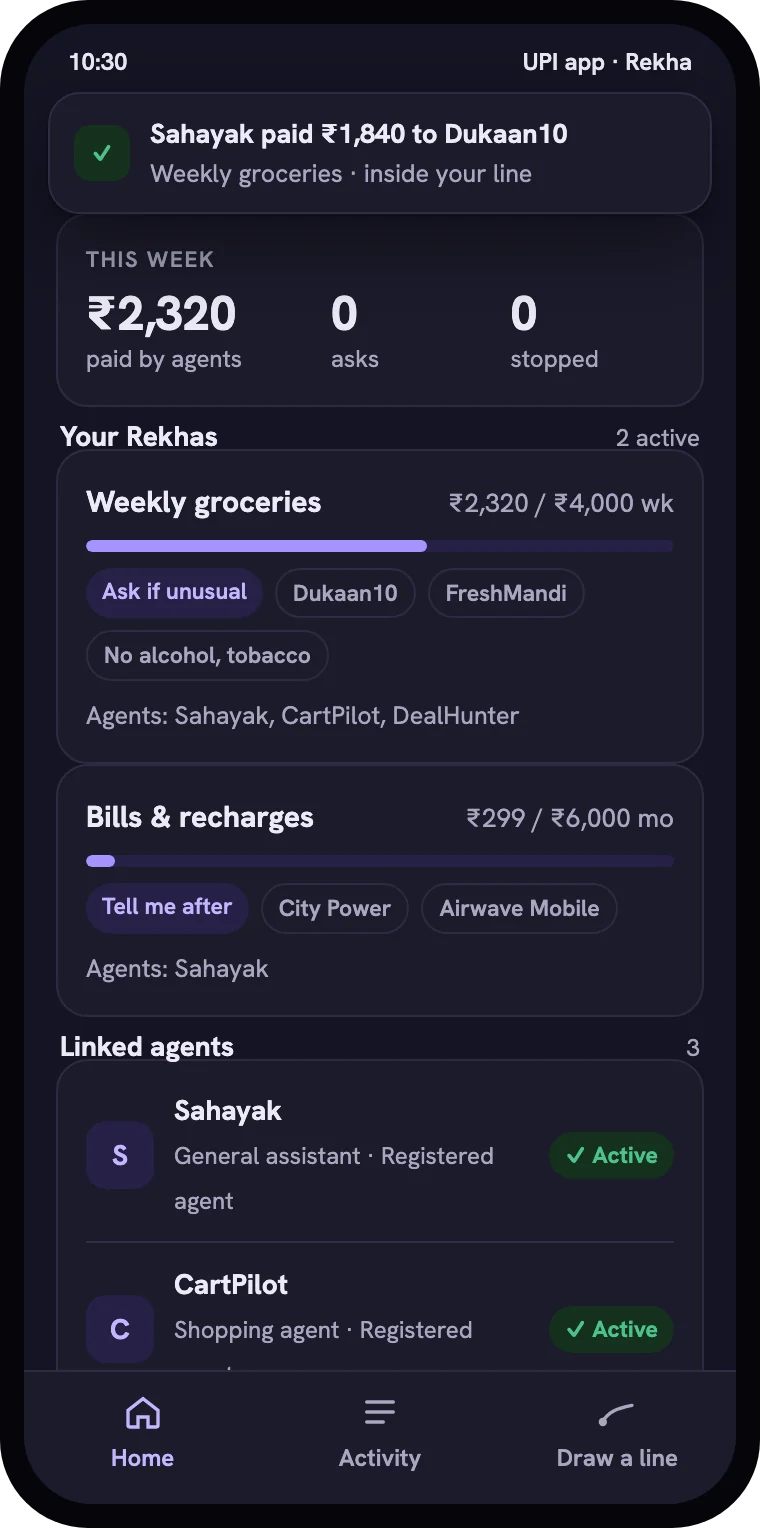 10:30
UPI app · Rekha
Sahayak paid ₹1,840 to Dukaan10
Weekly groceries · inside your line
THIS WEEK
₹2,320 0 0
paid by agents asks stopped
Your Rekhas 2 active
Weekly groceries ₹2,320 / ₹4,000 wk
Ask if unusual Dukaan10 FreshMandi
No alcohol, tobacco
Agents: Sahayak, CartPilot, DealHunter
Bills & recharges ₹299 / ₹6,000 mo
Tell me after City Power Airwave Mobile
Agents: Sahayak
Linked agents 3
Sahayak
S General assistant · Registered ✓ Active
agent
CartPilot
C Shopping agent · Registered ✓ Active
Home Activity Draw a line